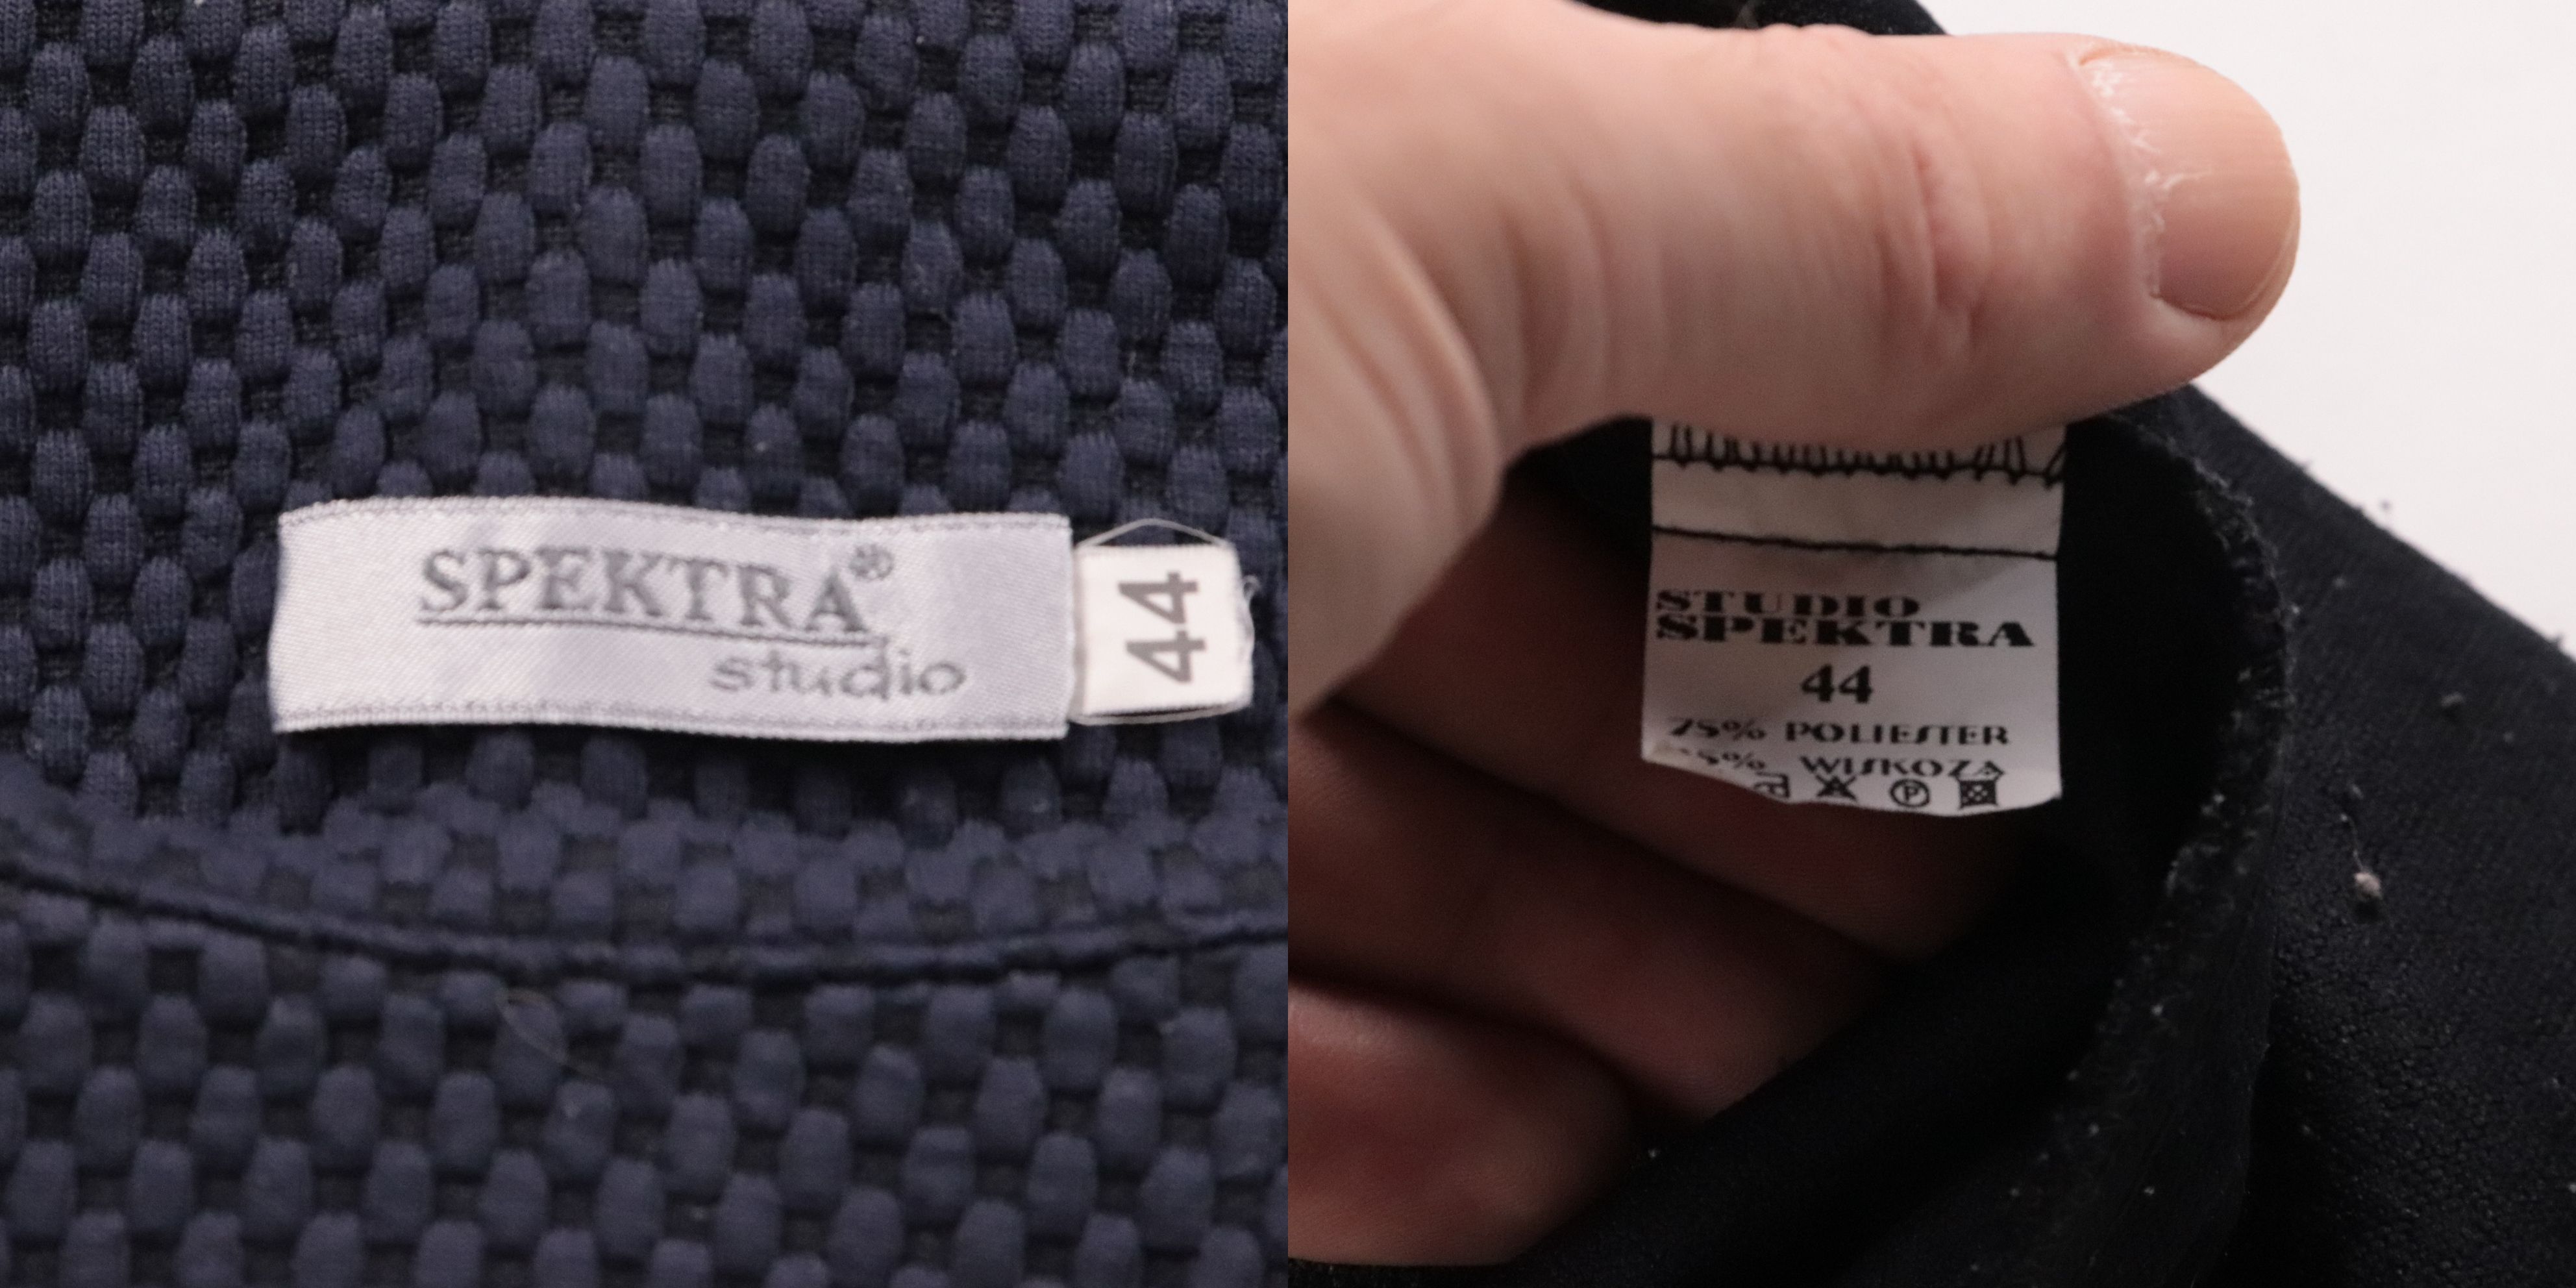 SPEKTRA®
studio
44
STUDIO
SPEKTRA
44
75% POLIESTER
WISKOZA